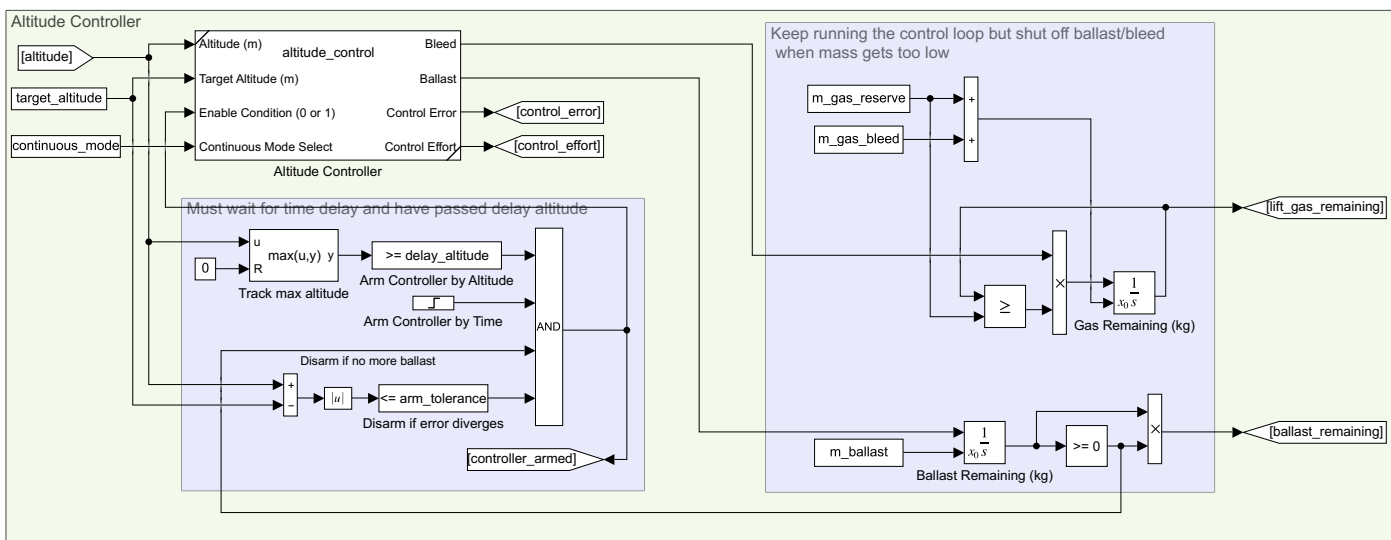 Altitude Controller
[altitude]
target_altitude
continuous_mode
Altitude (m)
Target Altitude (m)
Enable Condition (0 or 1)
Continuous Mode Select
altitude_control
Bleed
Ballast
Control Error
Control Effort
Altitude Controller
[control_error]
[control_effort]
Must wait for time delay and have passed delay altitude
u
R
max(u,y)
y
0
Track max altitude
>= delay_altitude
Arm Controller by Altitude
Arm Controller by Time
AND
Disarm if no more ballast
+
−
|u|
<= arm_tolerance
Disarm if error diverges
[controller_armed]
Keep running the control loop but shut off ballast/bleed
when mass gets too low
m_gas_reserve
m_gas_bleed
+
+
[lift_gas_remaining]
≥
×
1
x₀ s
Gas Remaining (kg)
m_ballast
1
x₀ s
Ballast Remaining (kg)
>= 0
×
[ballast_remaining]